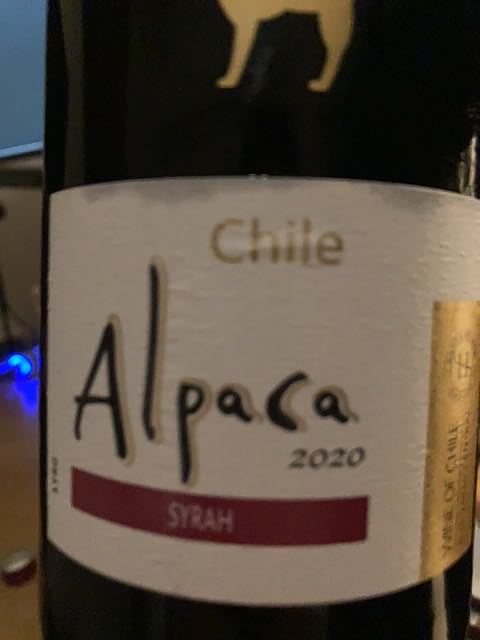 Chile
Alpaca
2020
SYRAH
WINE OF CHILE